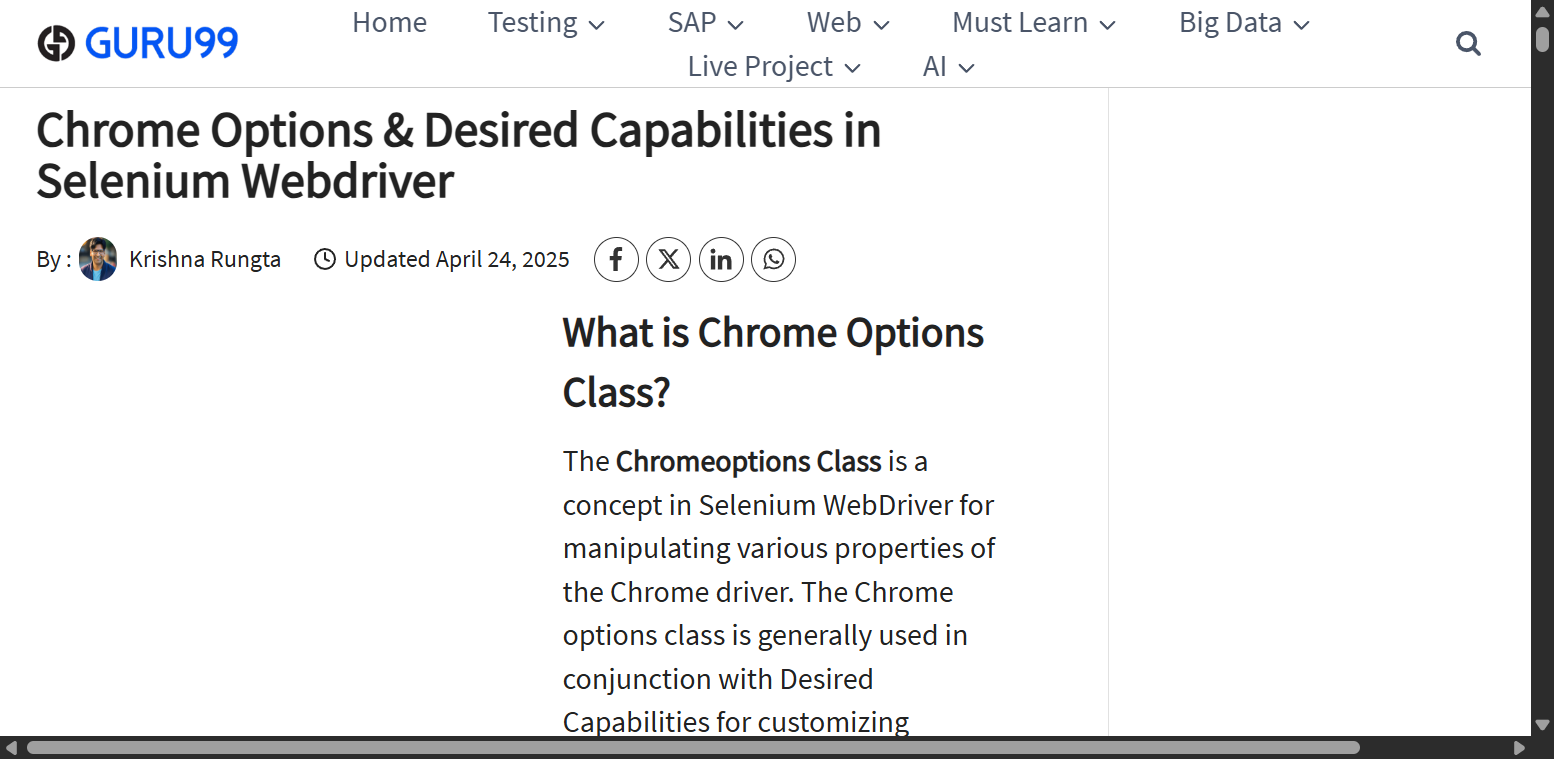 GURU99
Home Testing SAP Web Must Learn Big Data
Live Project AI
Chrome Options & Desired Capabilities in
Selenium Webdriver
By : Krishna Rungta Updated April 24, 2025
What is Chrome Options
Class?
The Chromeoptions Class is a
concept in Selenium WebDriver for
manipulating various properties of
the Chrome driver. The Chrome
options class is generally used in
conjunction with Desired
Capabilities for customizing